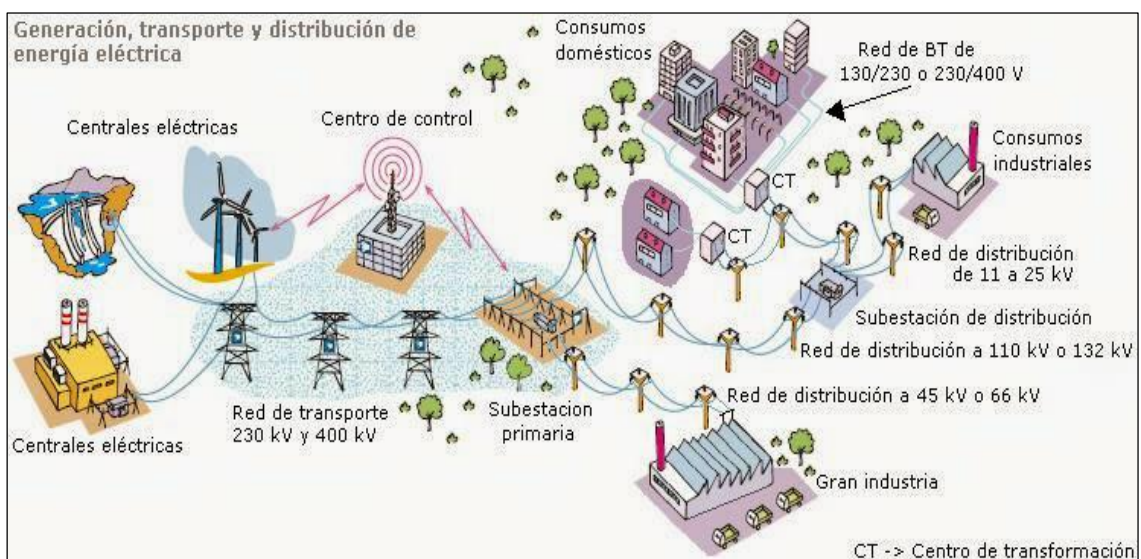 Generación, transporte y distribución de
energía eléctrica
Consumos
domésticos
Red de BT de
130/230 o 230/400 V
Centrales eléctricas
Centro de control
Consumos
industriales
CT
CT
Red de distribución
de 11 a 25 kV
Subestación de distribución
Red de distribución a 110 kV o 132 kV
Red de distribución a 45 kV o 66 kV
Red de transporte
230 kV y 400 kV
Subestacion
primaria
Centrales eléctricas
Gran industria
CT -> Centro de transformación